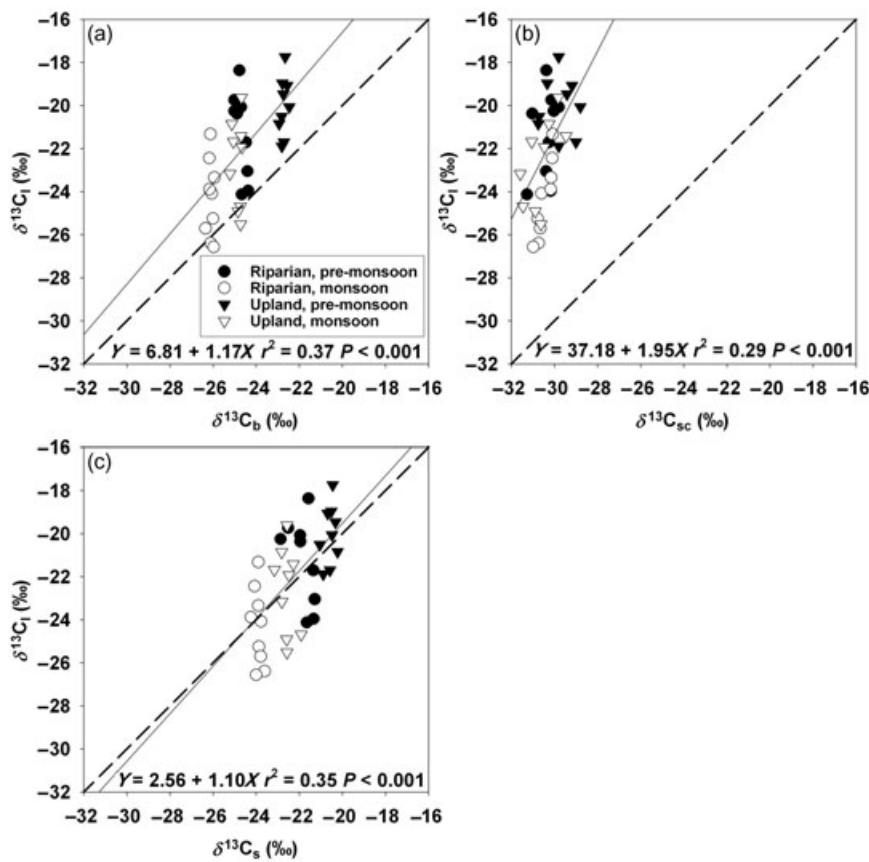 (a)
−16
−18
−20
−22
−24
−26
−28
−30
−32
δ¹³Cₗ (‰)
● Riparian, pre-monsoon
○ Riparian, monsoon
▼ Upland, pre-monsoon
▽ Upland, monsoon
Y = 6.81 + 1.17X r² = 0.37 P < 0.001
−32 −30 −28 −26 −24 −22 −20 −18 −16
δ¹³C_b (‰)
(b)
−16
−18
−20
−22
−24
−26
−28
−30
−32
δ¹³Cₗ (‰)
Y = 37.18 + 1.95X r² = 0.29 P < 0.001
−32 −30 −28 −26 −24 −22 −20 −18 −16
δ¹³C_sc (‰)
(c)
−16
−18
−20
−22
−24
−26
−28
−30
−32
δ¹³Cₗ (‰)
Y = 2.56 + 1.10X r² = 0.35 P < 0.001
−32 −30 −28 −26 −24 −22 −20 −18 −16
δ¹³C_s (‰)